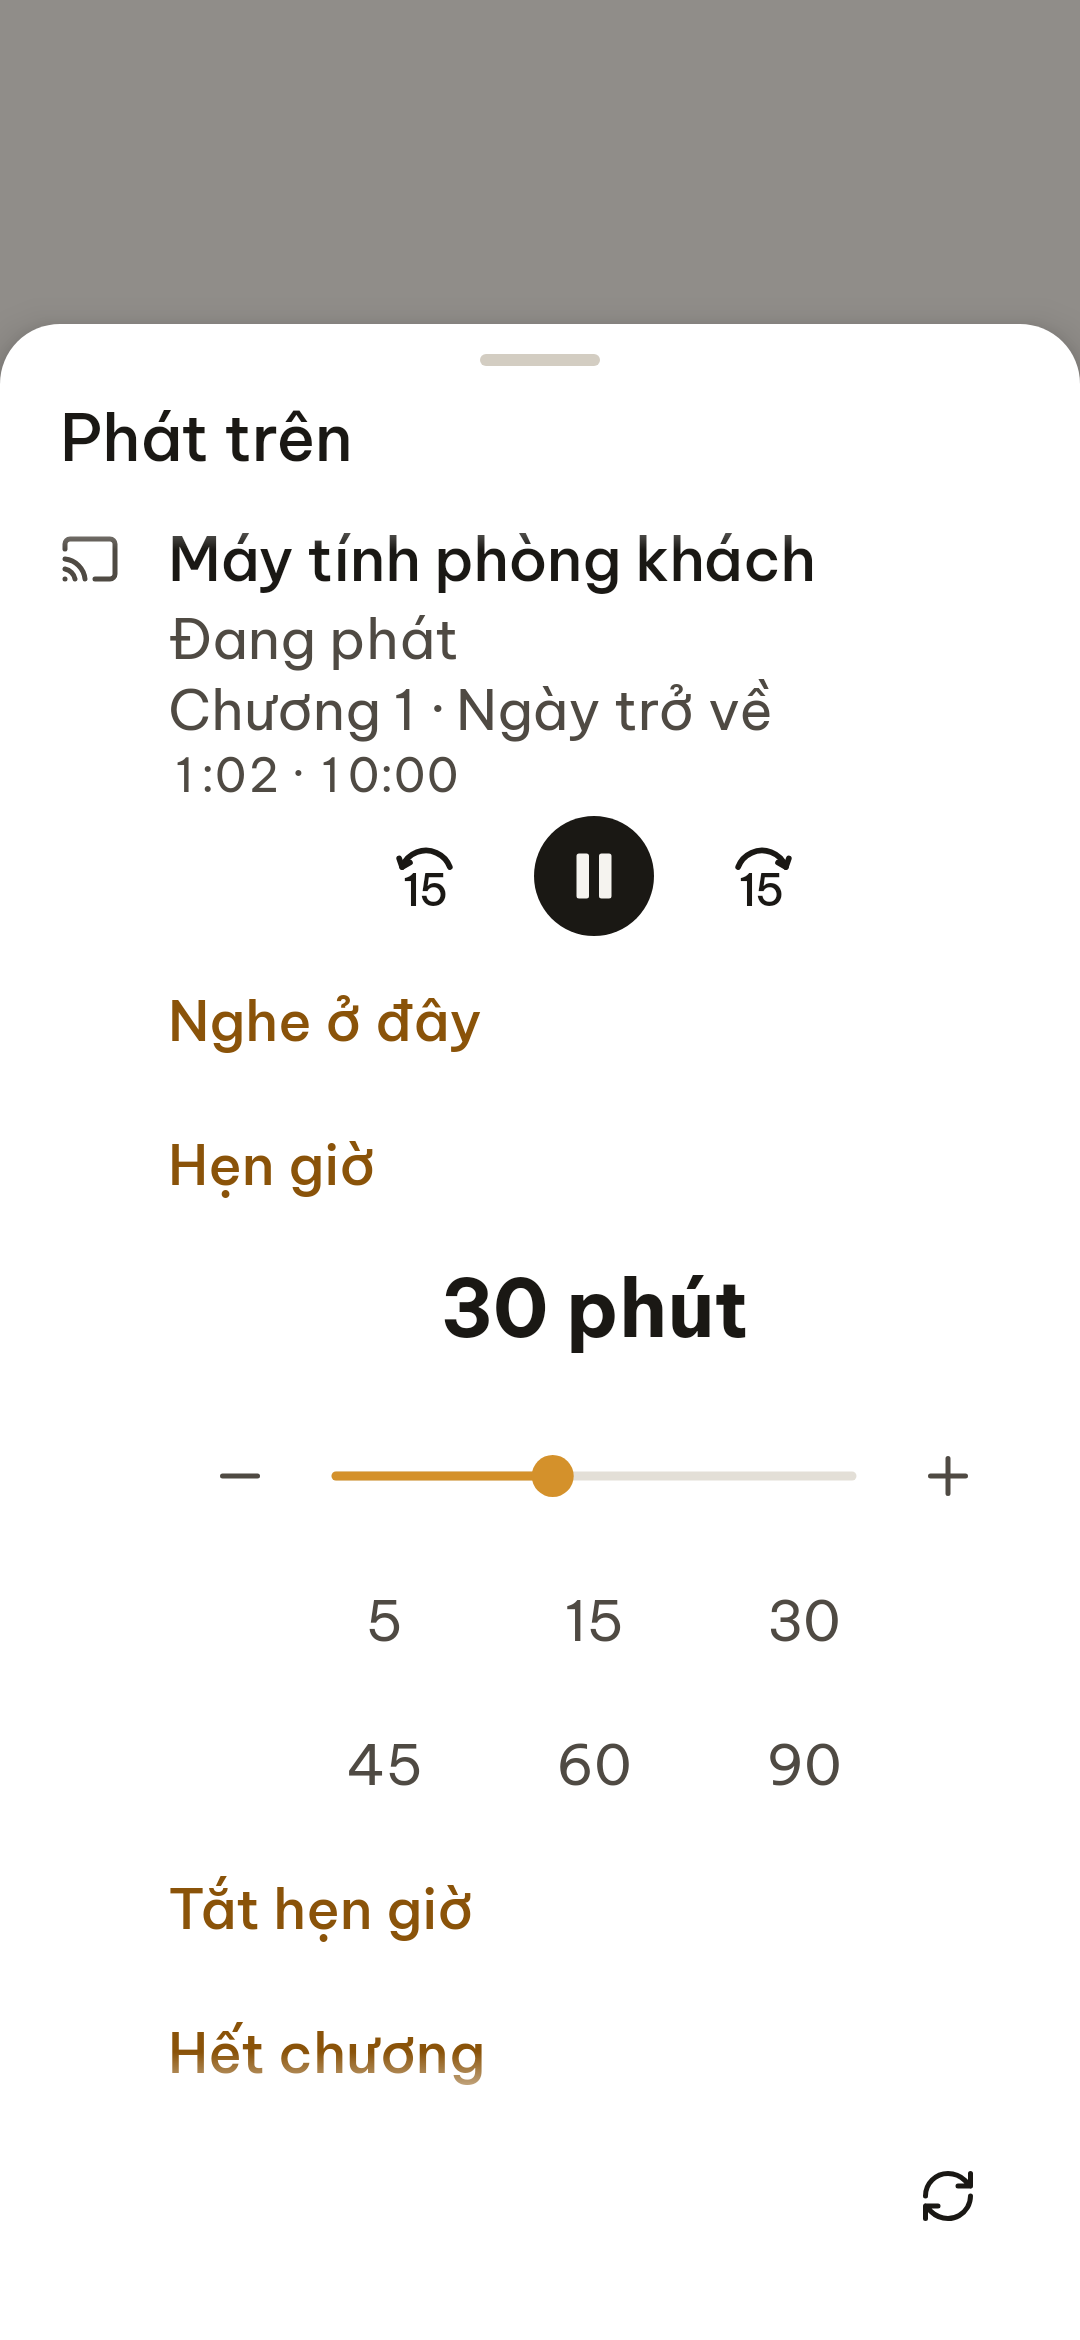 Phát trên
Máy tính phòng khách
Đang phát
Chương 1 · Ngày trở về
1:02 · 10:00
15 15
Nghe ở đây
Hẹn giờ
30 phút
5 15 30
45 60 90
Tắt hẹn giờ
Hết chương